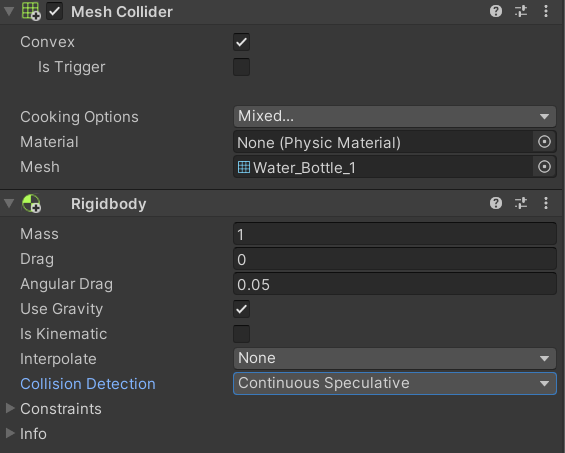 Mesh Collider
Convex
Is Trigger
Cooking Options Mixed...
Material None (Physic Material)
Mesh Water_Bottle_1
Rigidbody
Mass 1
Drag 0
Angular Drag 0.05
Use Gravity
Is Kinematic
Interpolate None
Collision Detection Continuous Speculative
Constraints
Info